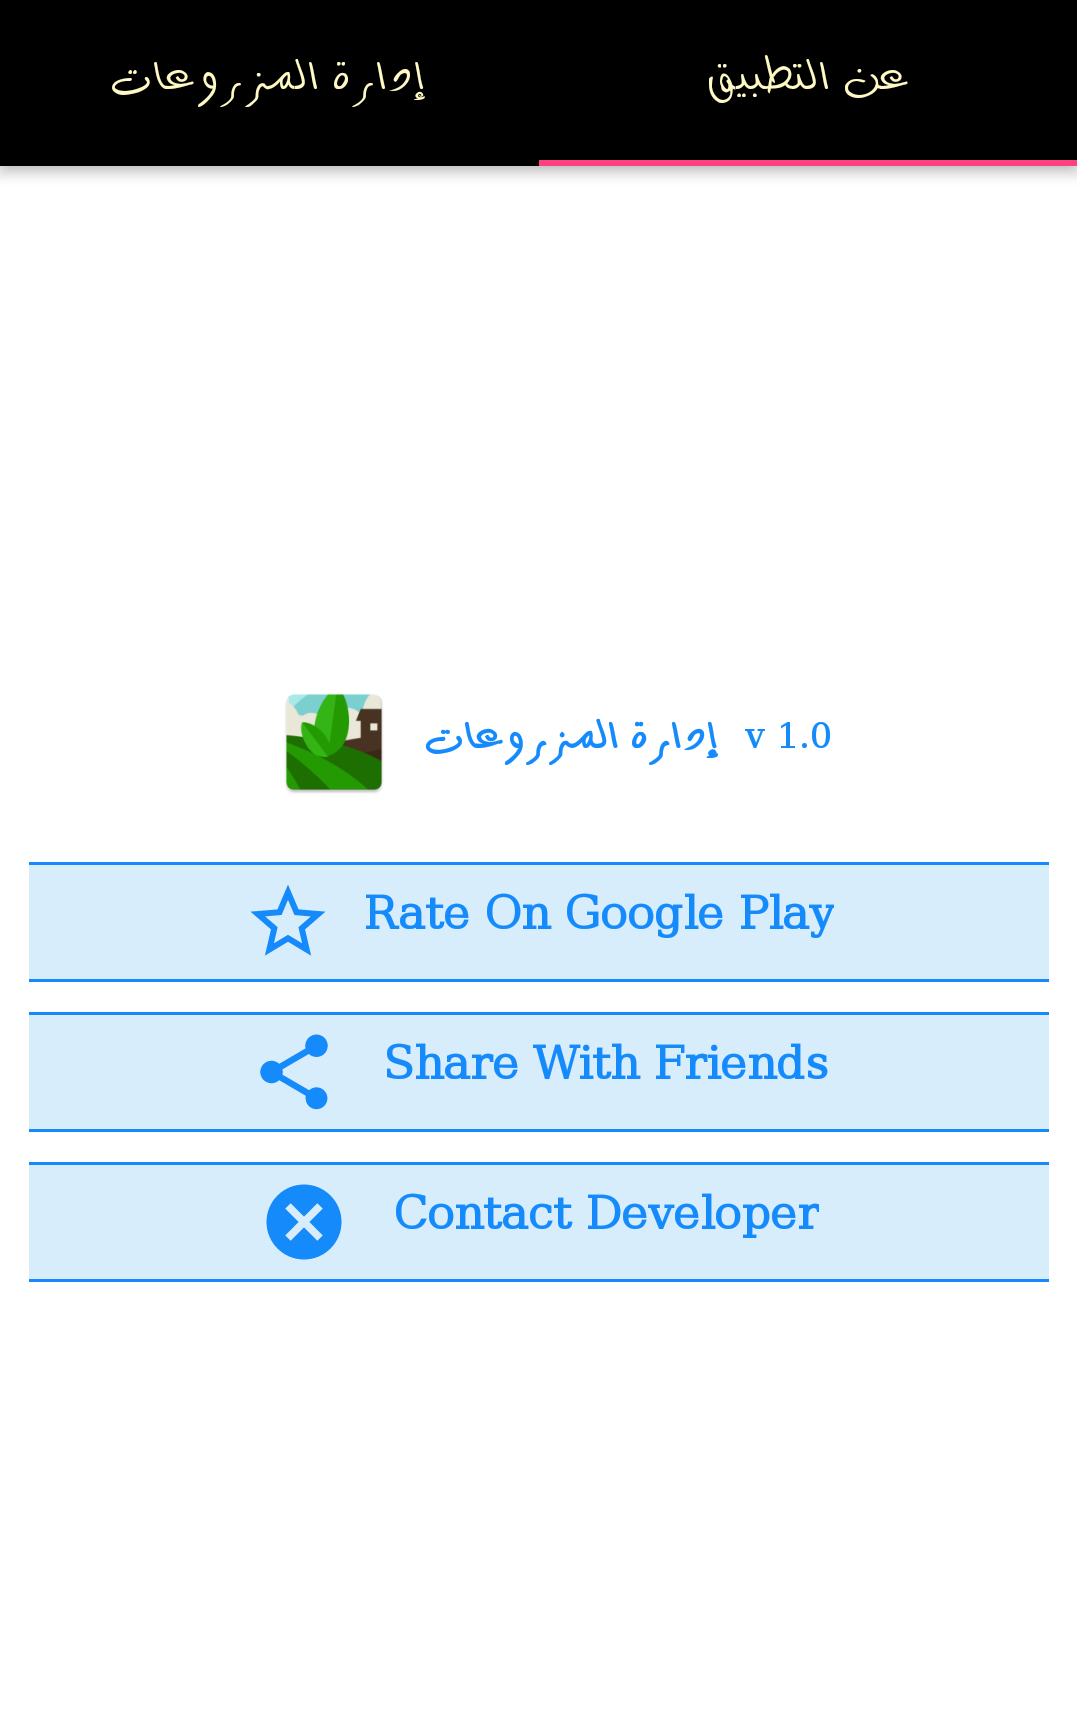 عن التطبيق
إدارة المزروعات
إدارة المزروعات v 1.0
Rate On Google Play
Share With Friends
Contact Developer